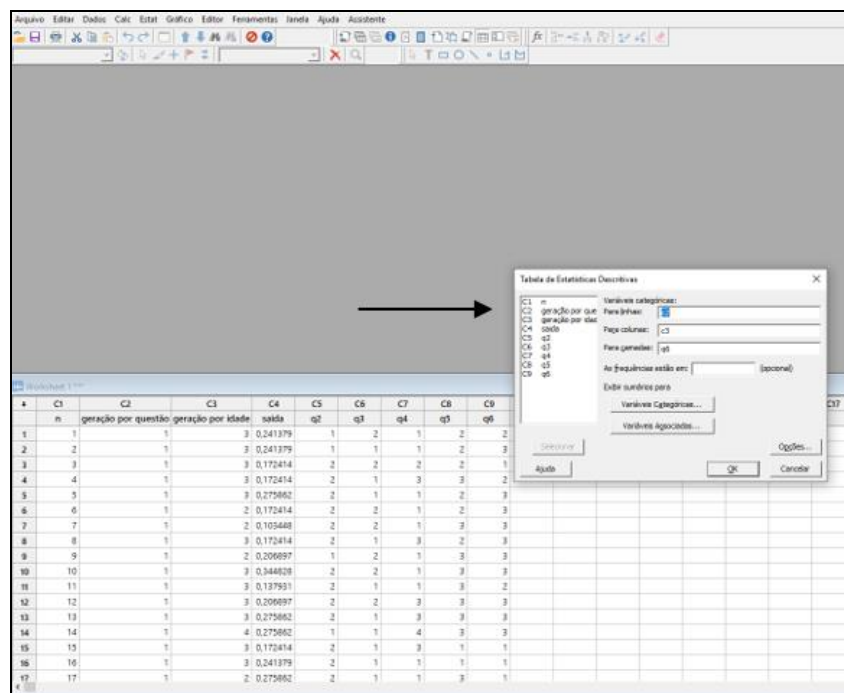 Arquivo Editar Dados Calc Estat Gráfico Editor Ferramentas Janela Ajuda Assistente
Tabela de Estatísticas Descritivas
C1 n
C2 geração por que
C3 geração por idad
C4 saida
C5 q2
C6 q3
C7 q4
C8 q5
C9 q6
Variáveis categóricas:
Para linhas: c2
Para colunas: c3
Para camadas: q6
As frequências estão em: (opcional)
Exibir sumários para
Variáveis Categóricas...
Variáveis Associadas...
Selecionar
Opções...
Ajuda OK Cancelar
Worksheet 1 ***
C1 C2 C3 C4 C5 C6 C7 C8 C9 C17
n geração por questão geração por idade saida q2 q3 q4 q5 q6
1 1 1 3 0,241379 1 2 1 2 2
2 2 1 3 0,241379 1 1 1 2 3
3 3 1 3 0,172414 2 2 2 2 1
4 4 1 3 0,172414 2 1 3 3 2
5 5 1 3 0,275862 2 1 1 2 3
6 6 1 2 0,172414 2 2 1 2 3
7 7 1 2 0,103448 2 2 1 3 3
8 8 1 3 0,172414 2 1 3 2 3
9 9 1 2 0,206897 1 2 1 3 3
10 10 1 3 0,344828 2 2 1 3 3
11 11 1 3 0,137931 2 1 1 3 2
12 12 1 3 0,206897 2 2 3 3 3
13 13 1 3 0,275862 2 1 3 3 3
14 14 1 4 0,275862 1 1 4 3 3
15 15 1 3 0,172414 2 1 3 1 1
16 16 1 3 0,241379 2 1 1 1 1
17 17 1 2 0,275862 2 1 1 3 1